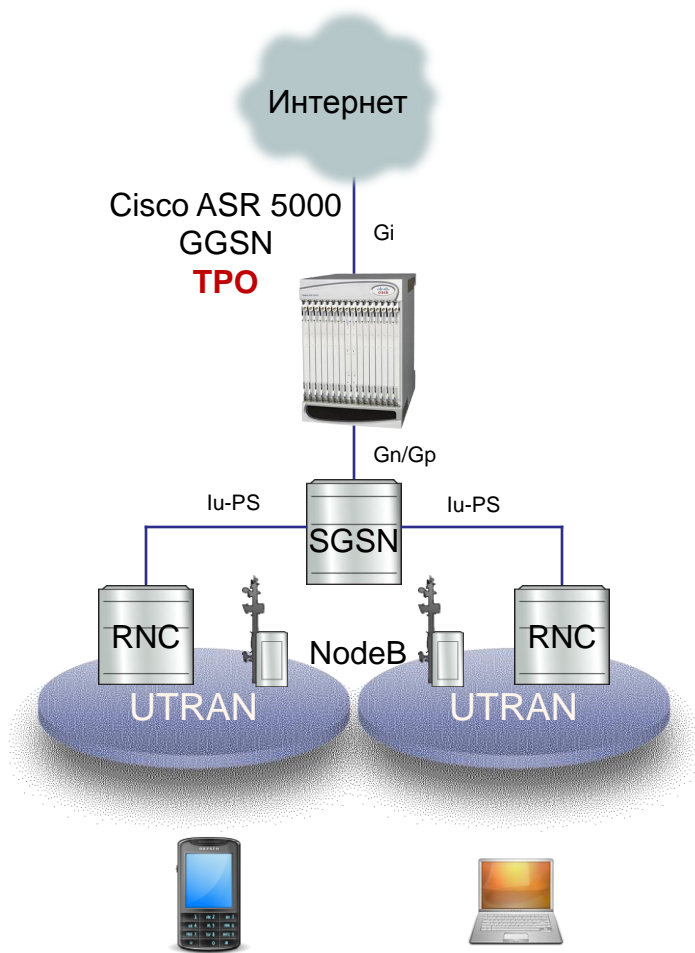 Интернет
Cisco ASR 5000
GGSN
TPO
Gi
Gn/Gp
Iu-PS
Iu-PS
SGSN
RNC
NodeB
RNC
UTRAN
UTRAN